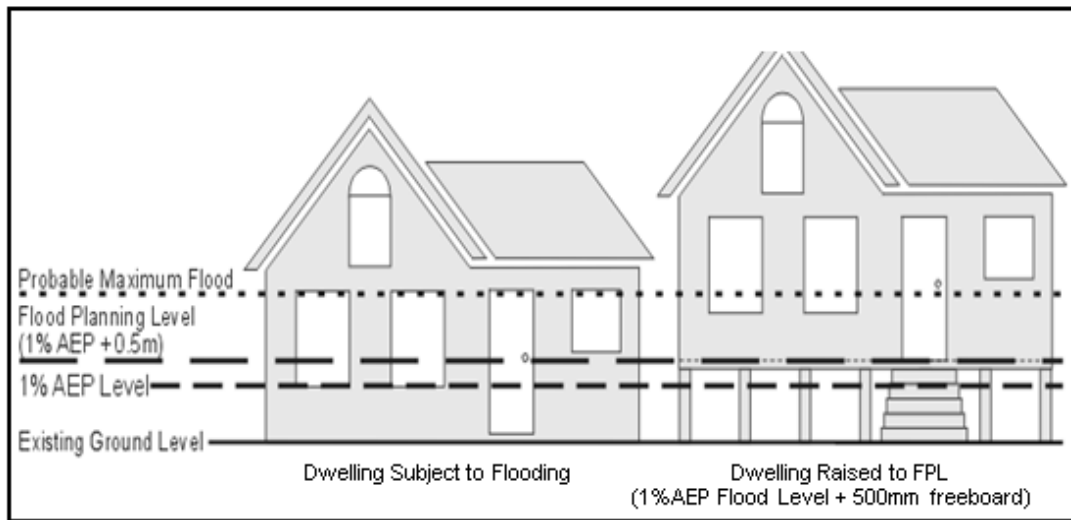 Probable Maximum Flood
Flood Planning Level
(1% AEP +0.5m)
1% AEP Level
Existing Ground Level
Dwelling Subject to Flooding
Dwelling Raised to FPL
(1%AEP Flood Level + 500mm freeboard)